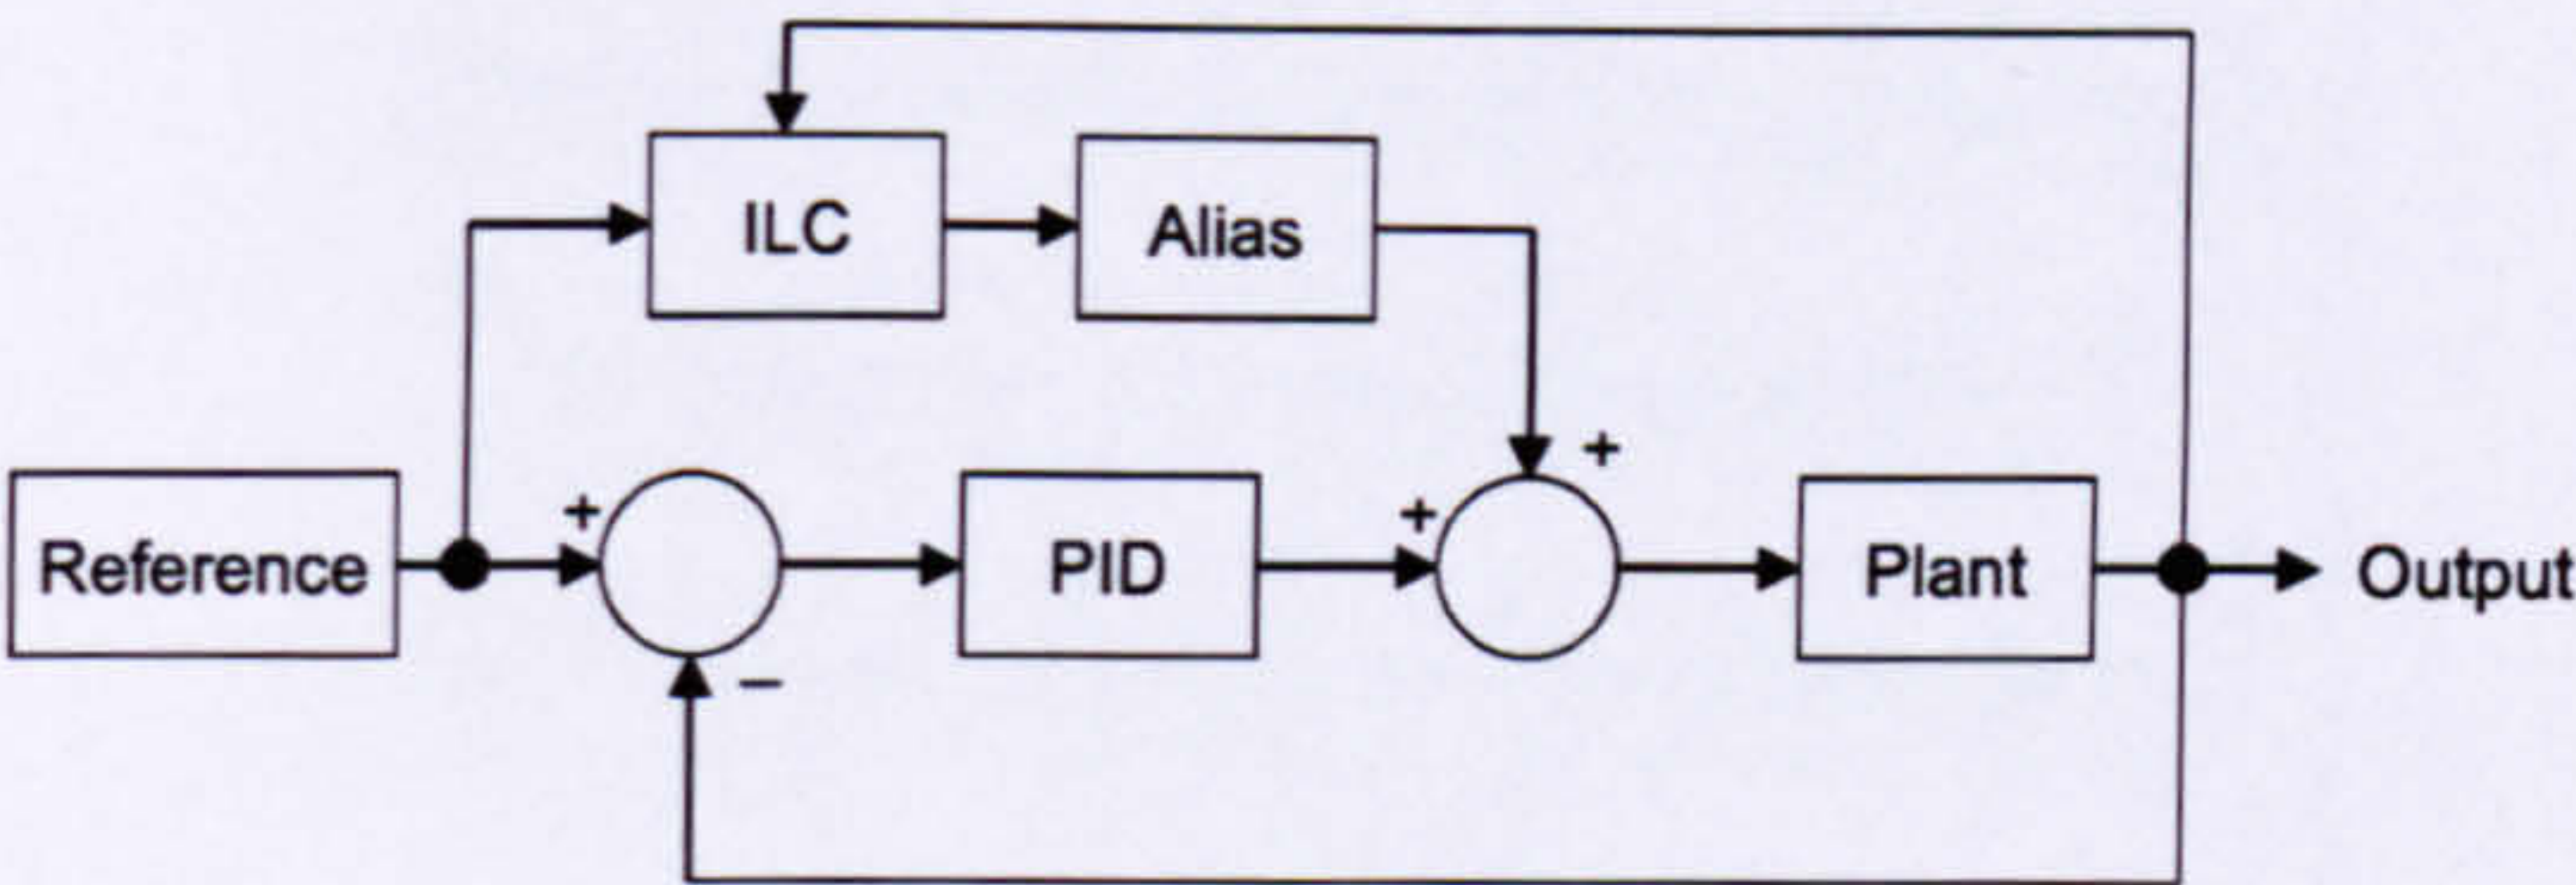 ILC
Alias
+
+
+
Reference
PID
Plant
Output
−